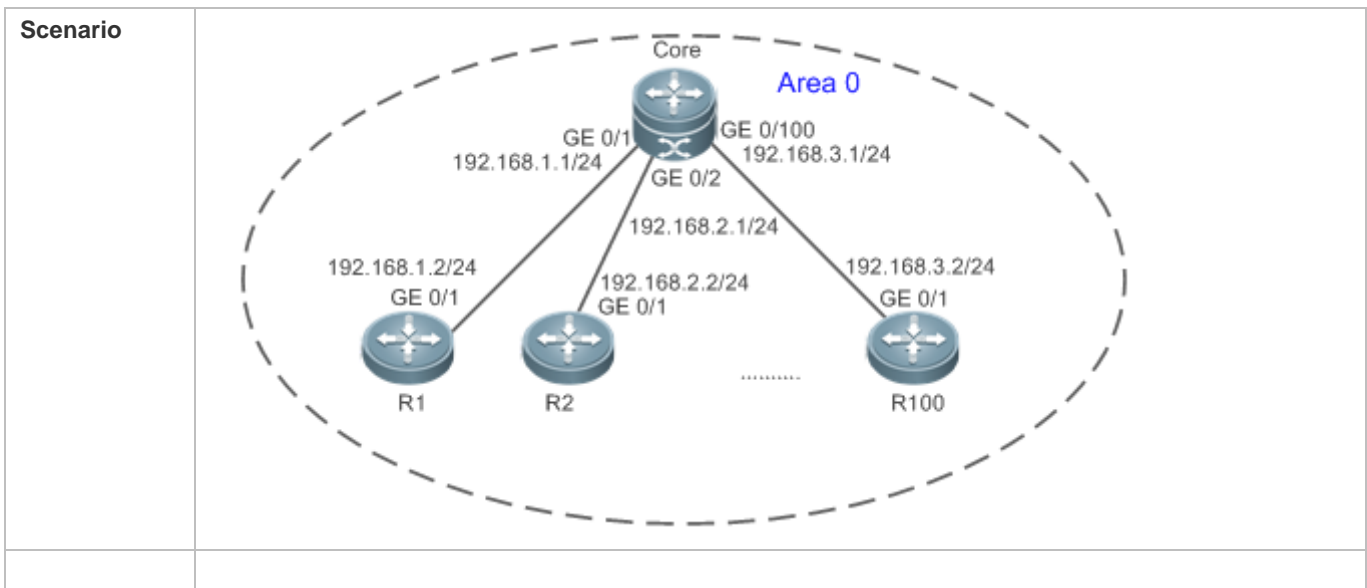 Scenario
Core
Area 0
GE 0/1
GE 0/100
192.168.1.1/24
192.168.3.1/24
GE 0/2
192.168.2.1/24
192.168.1.2/24
192.168.2.2/24
192.168.3.2/24
GE 0/1
GE 0/1
GE 0/1
..........
R1
R2
R100